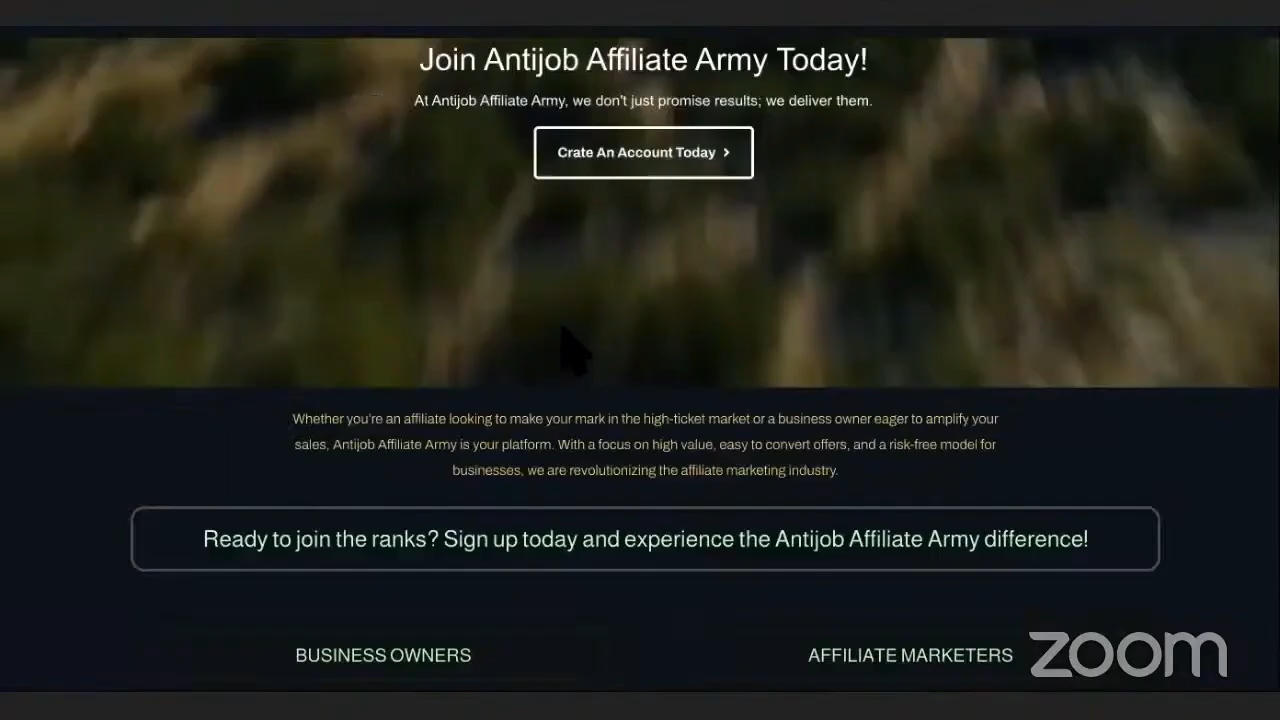 Join Antijob Affiliate Army Today!
At Antijob Affiliate Army, we don't just promise results; we deliver them.
Crate An Account Today
Whether you're an affiliate looking to make your mark in the high-ticket market or a business owner eager to amplify your
sales, Antijob Affiliate Army is your platform. With a focus on high value, easy to convert offers, and a risk-free model for
businesses, we are revolutionizing the affiliate marketing industry.
Ready to join the ranks? Sign up today and experience the Antijob Affiliate Army difference!
BUSINESS OWNERS
AFFILIATE MARKETERS
zoom